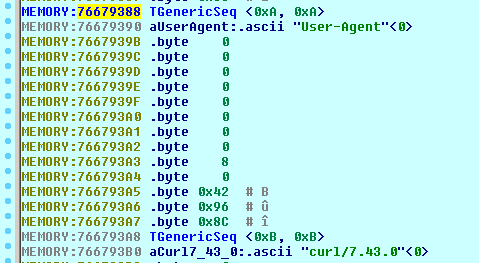 MEMORY:76679388 TGenericSeq <0xA, 0xA>
MEMORY:76679390 aUserAgent:.ascii "User-Agent"<0>
MEMORY:7667939B .byte 0
MEMORY:7667939C .byte 0
MEMORY:7667939D .byte 0
MEMORY:7667939E .byte 0
MEMORY:7667939F .byte 0
MEMORY:766793A0 .byte 0
MEMORY:766793A1 .byte 0
MEMORY:766793A2 .byte 0
MEMORY:766793A3 .byte 8
MEMORY:766793A4 .byte 0
MEMORY:766793A5 .byte 0x42 # B
MEMORY:766793A6 .byte 0x96 # û
MEMORY:766793A7 .byte 0x8C # î
MEMORY:766793A8 TGenericSeq <0xB, 0xB>
MEMORY:766793B0 aCurl7_43_0:.ascii "curl/7.43.0"<0>